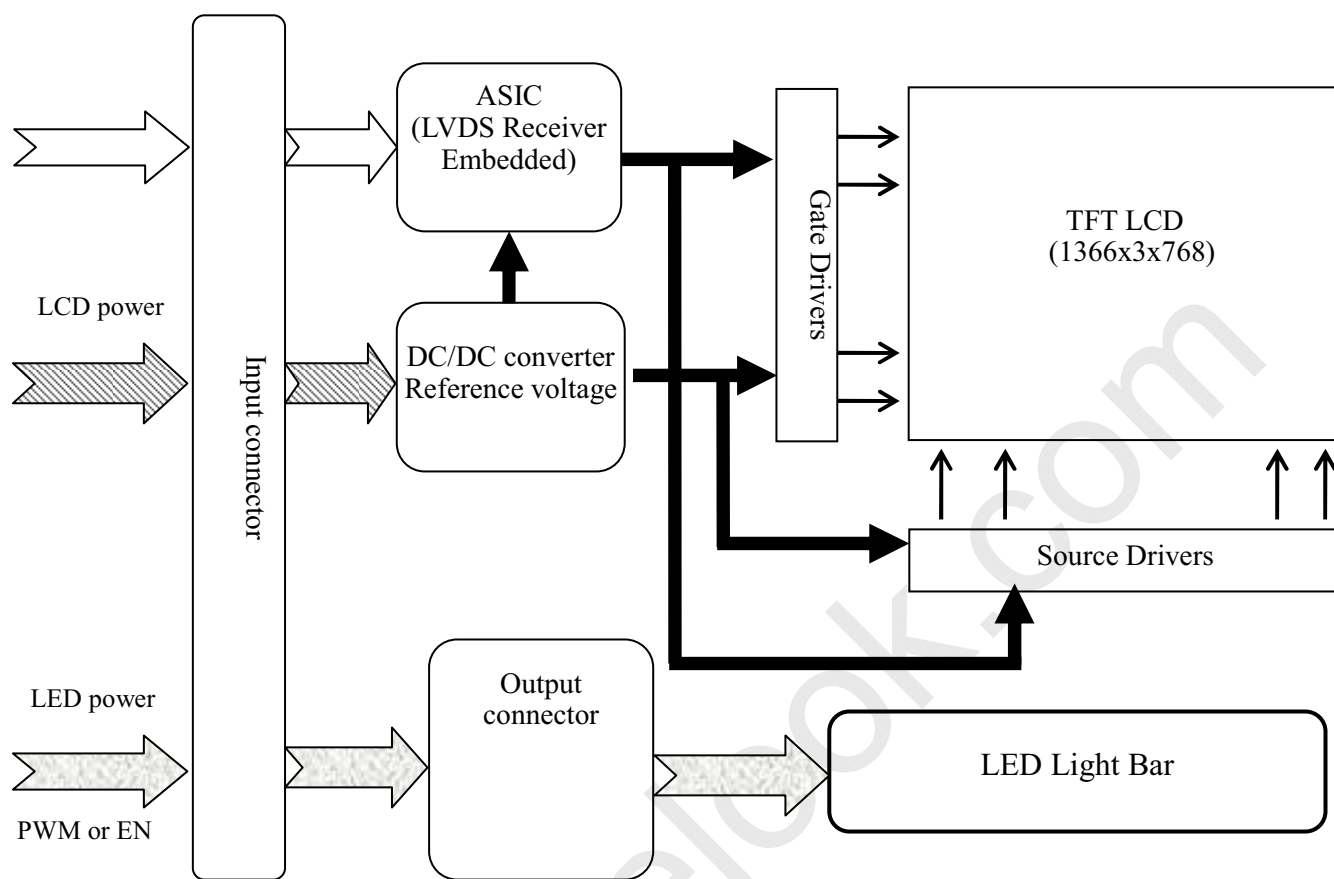 ASIC
(LVDS Receiver
Embedded)
Gate Drivers
TFT LCD
(1366x3x768)
LCD power
Input connector
DC/DC converter
Reference voltage
Source Drivers
LED power
Output
connector
LED Light Bar
PWM or EN